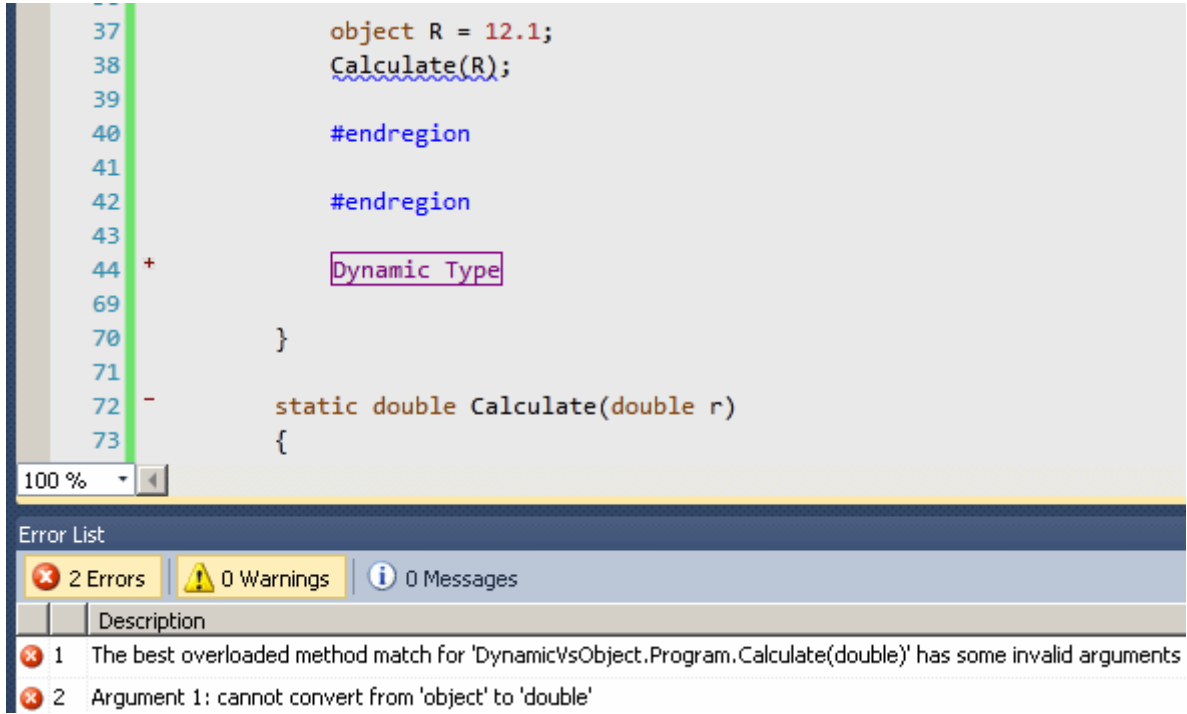 37 object R = 12.1;
38 Calculate(R);
39
40 #endregion
41
42 #endregion
43
44 + Dynamic Type
69
70 }
71
72 - static double Calculate(double r)
73 {
100 %
Error List
2 Errors 0 Warnings 0 Messages
Description
1 The best overloaded method match for 'DynamicVsObject.Program.Calculate(double)' has some invalid arguments
2 Argument 1: cannot convert from 'object' to 'double'